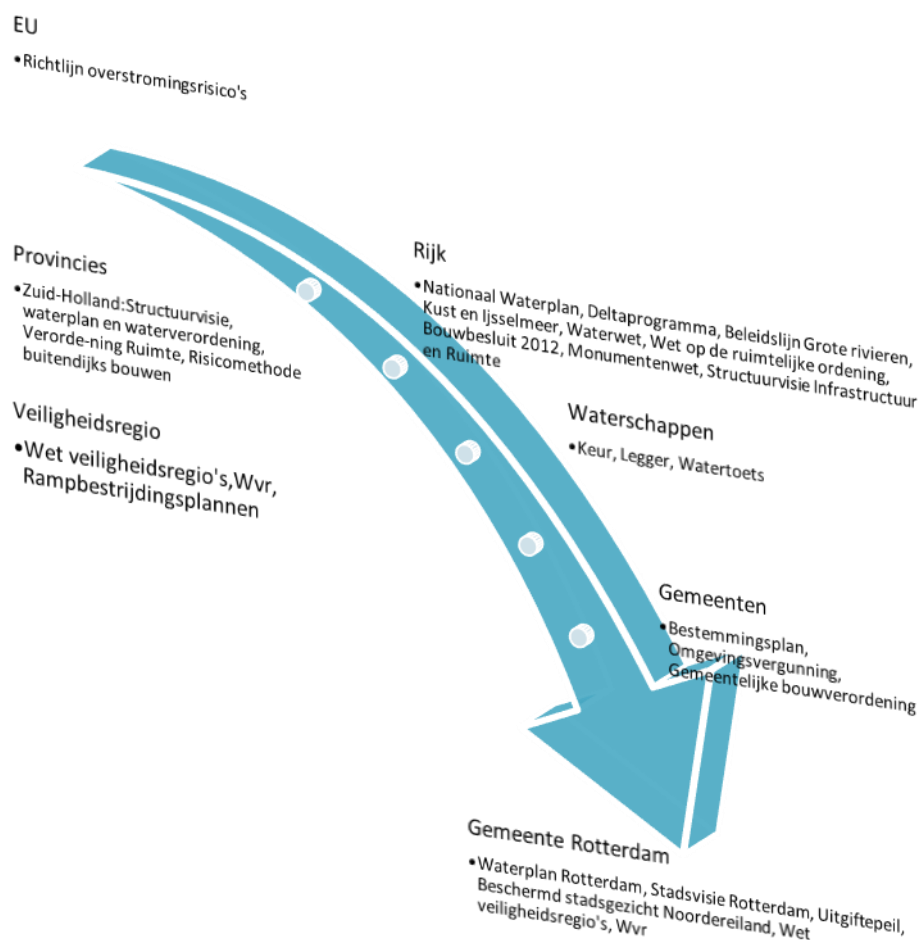 EU
•Richtlijn overstromingsrisico's
Rijk
•Nationaal Waterplan, Deltaprogramma, Beleidslijn Grote rivieren,
Kust en Ijsselmeer, Waterwet, Wet op de ruimtelijke ordening,
Bouwbesluit 2012, Monumentenwet, Structuurvisie Infrastructuur
en Ruimte
Provincies
•Zuid-Holland:Structuurvisie,
waterplan en waterverordening,
Verorde-ning Ruimte, Risicomethode
buitendijks bouwen
Waterschappen
•Keur, Legger, Watertoets
Veiligheidsregio
•Wet veiligheidsregio's,Wvr,
Rampbestrijdingsplannen
Gemeenten
•Bestemmingsplan,
Omgevingsvergunning,
Gemeentelijke bouwverordening
Gemeente Rotterdam
•Waterplan Rotterdam, Stadsvisie Rotterdam, Uitgiftepeil,
Beschermd stadsgezicht Noordereiland, Wet
veiligheidsregio's, Wvr